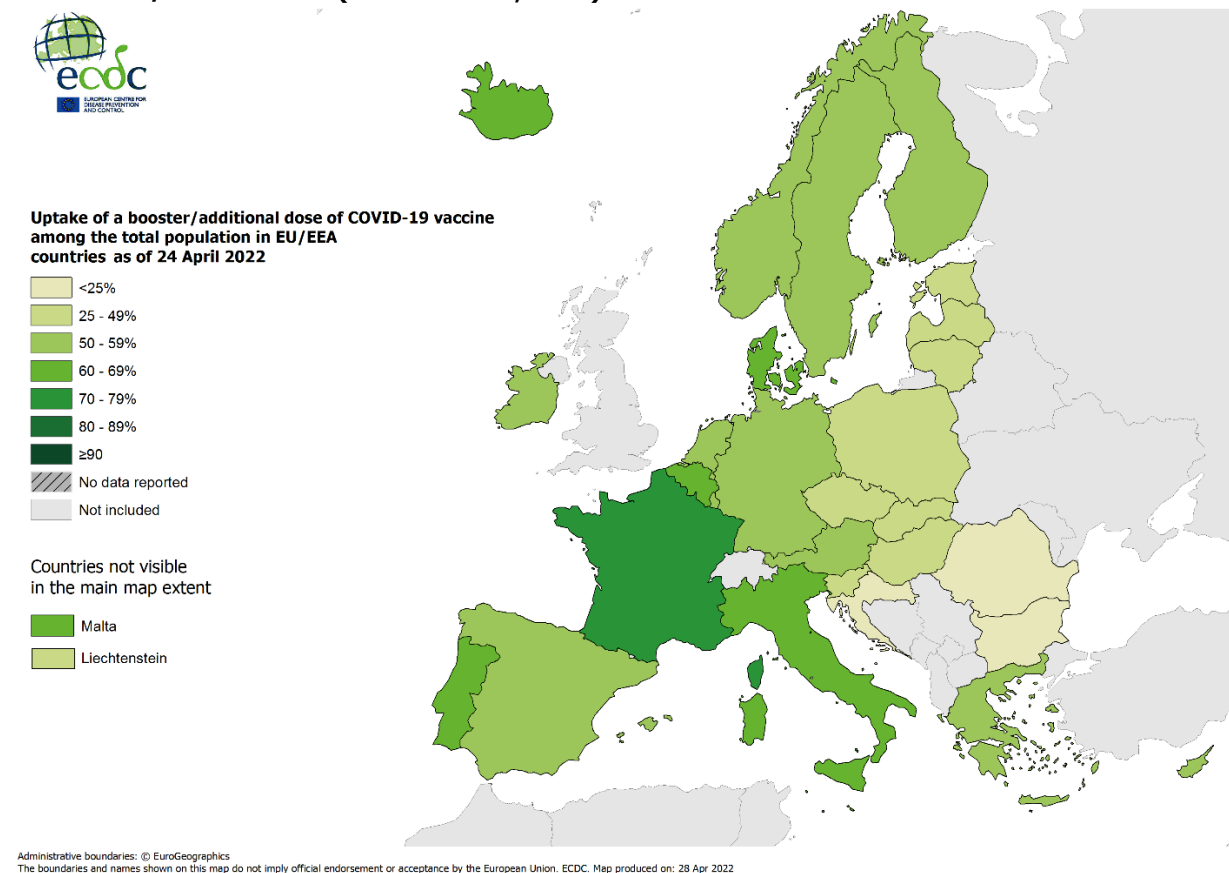 ecdc
EUROPEAN CENTRE FOR
DISEASE PREVENTION
AND CONTROL
Uptake of a booster/additional dose of COVID-19 vaccine
among the total population in EU/EEA
countries as of 24 April 2022
<25%
25 - 49%
50 - 59%
60 - 69%
70 - 79%
80 - 89%
≥90
No data reported
Not included
Countries not visible
in the main map extent
Malta
Liechtenstein
Administrative boundaries: © EuroGeographics
The boundaries and names shown on this map do not imply official endorsement or acceptance by the European Union. ECDC. Map produced on: 28 Apr 2022